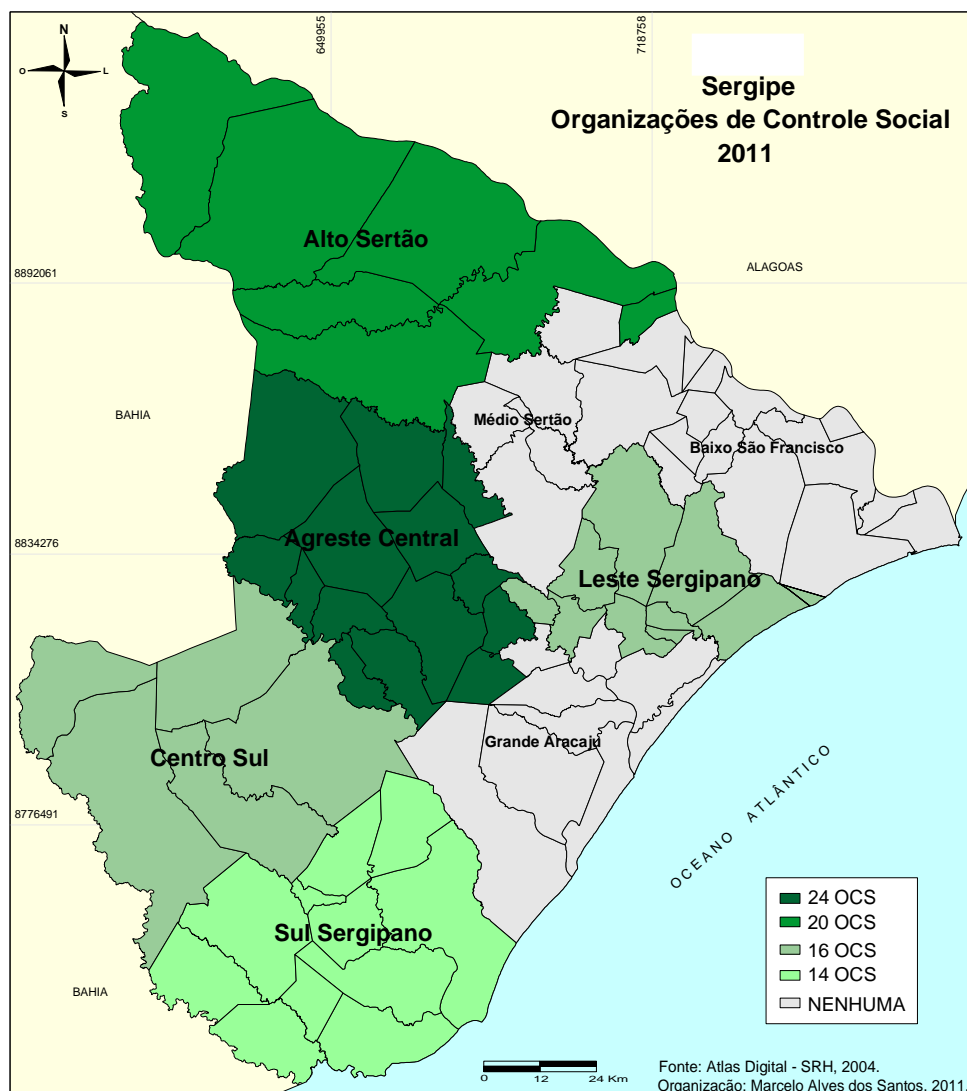 649955
718758
N
O
L
S
Sergipe
Organizações de Controle Social
2011
Alto Sertão
8892061
ALAGOAS
BAHIA
Médio Sertão
Baixo São Francisco
Agreste Central
8834276
Leste Sergipano
Grande Aracaju
Centro Sul
OCEANO ATLÂNTICO
8776491
24 OCS
20 OCS
16 OCS
14 OCS
NENHUMA
Sul Sergipano
BAHIA
0 12 24 Km
Fonte: Atlas Digital - SRH, 2004.
Organização: Marcelo Alves dos Santos, 2011.